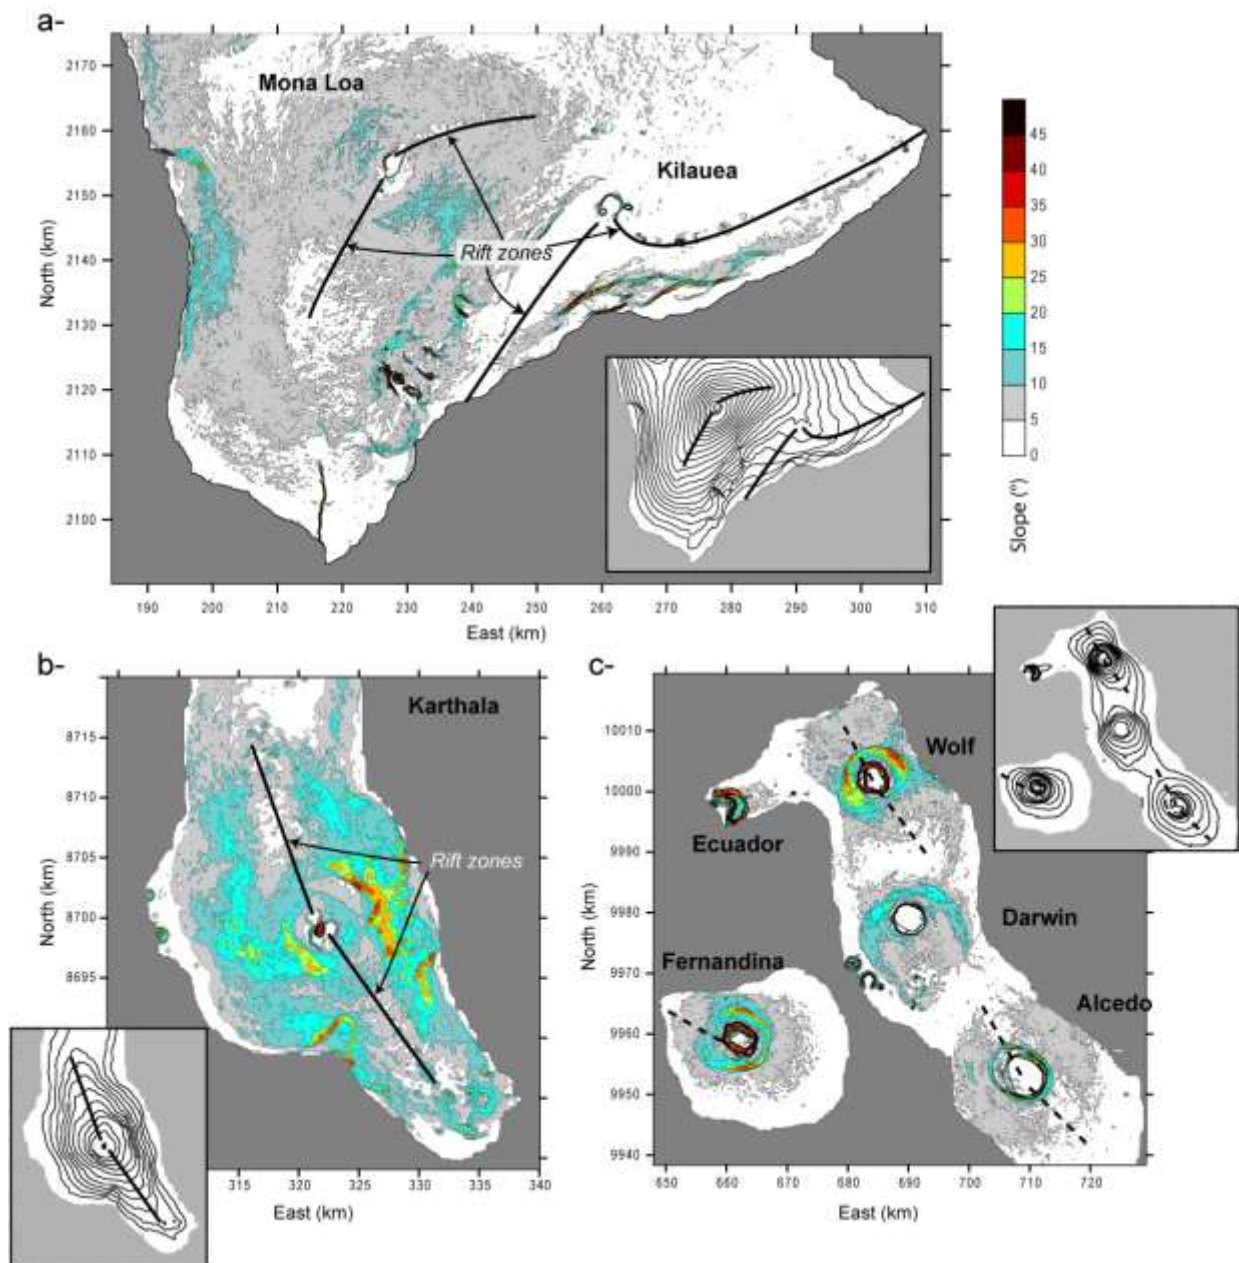 a-
Mona Loa
Kilauea
Rift zones
North (km)
2170
2160
2150
2140
2130
2120
2110
2100
190 200 210 220 230 240 250 260 270 280 290 300 310
East (km)
45
40
35
30
25
20
15
10
5
0
Slope (°)
b-
Karthala
Rift zones
North (km)
8715
8710
8705
8700
8695
315 320 325 330 335 340
East (km)
c-
Wolf
Ecuador
Darwin
Fernandina
Alcedo
North (km)
10010
10000
9990
9980
9970
9960
9950
9940
650 660 670 680 690 700 710 720
East (km)